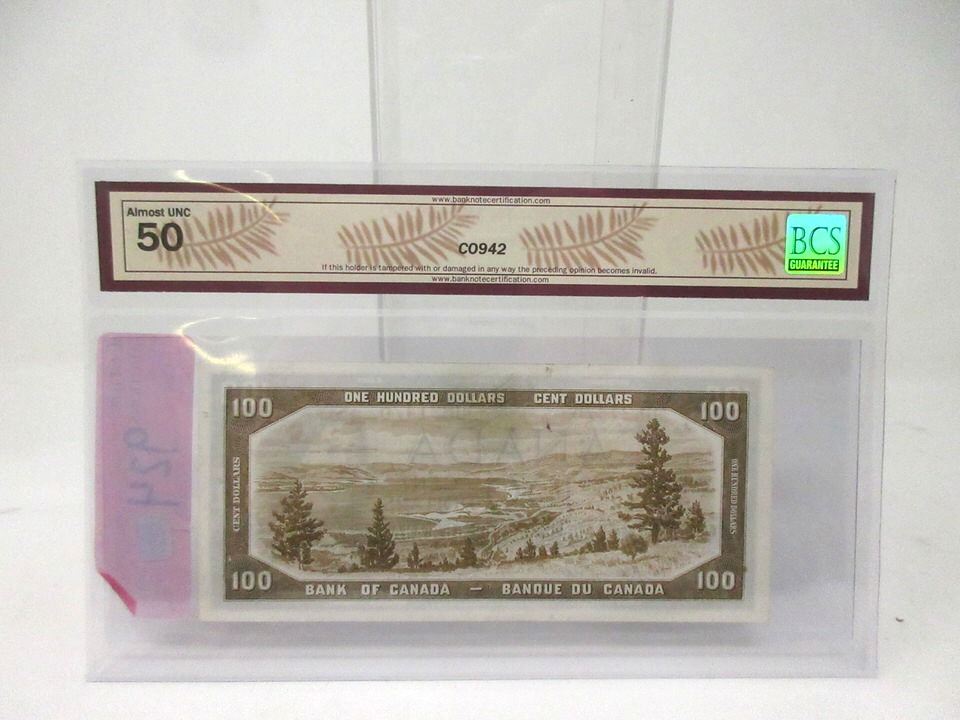 www.banknotecertification.com
Almost UNC
50
CO942
BCS
GUARANTEE
If this holder is tampered with or damaged in any way the preceding opinion becomes invalid.
www.banknotecertification.com
ONE HUNDRED DOLLARS CENT DOLLARS
100 100
CENT DOLLARS
ONE HUNDRED DOLLARS
100 100
BANK OF CANADA — BANQUE DU CANADA